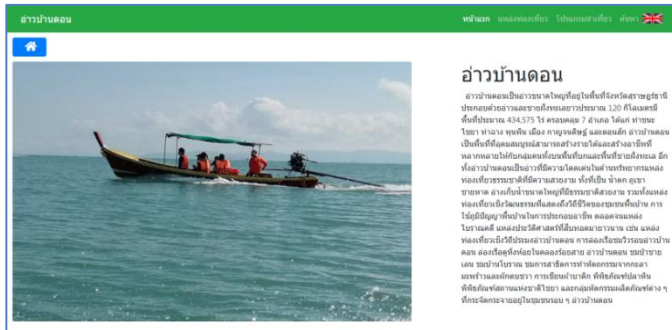 อ่าวบ้านดอน
หน้าแรก แหล่งท่องเที่ยว โปรแกรมนำเที่ยว ค้นหา
อ่าวบ้านดอน
อ่าวบ้านดอนเป็นอ่าวขนาดใหญ่ที่อยู่ในพื้นที่จังหวัดสุราษฎร์ธานี
ประกอบด้วยอ่าวและชายฝั่งทะเลยาวประมาณ 120 กิโลเมตรมี
พื้นที่ประมาณ 434,575 ไร่ ครอบคลุม 7 อำเภอ ได้แก่ ท่าชนะ
ไชยา ท่าฉาง พุนพิน เมือง กาญจนดิษฐ์ และดอนสัก อ่าวบ้านดอน
เป็นพื้นที่ที่อุดมสมบูรณ์สามารถสร้างรายได้และสร้างอาชีพที่
หลากหลายให้กับกลุ่มคนทั้งบนพื้นที่บกและพื้นที่ชายฝั่งทะเล อีก
ทั้งอ่าวบ้านดอนเป็นอ่าวที่มีความโดดเด่นในด้านทรัพยากรแหล่ง
ท่องเที่ยวธรรมชาติที่มีความสวยงาม ทั้งที่เป็น น้ำตก ภูเขา
ชายหาด อ่างเก็บน้ำขนาดใหญ่ที่มีธรรมชาติสวยงาม รวมทั้งแหล่ง
ท่องเที่ยวเชิงวัฒนธรรมที่แสดงถึงวิถีชีวิตของชุมชนพื้นบ้าน การ
ใช้ภูมิปัญญาพื้นบ้านในการประกอบอาชีพ ตลอดจนแหล่ง
โบราณคดี แหล่งประวัติศาสตร์ที่สืบทอดมายาวนาน เช่น แหล่ง
ท่องเที่ยวเชิงวิถีประมงอ่าวบ้านดอน การล่องเรือชมวิวรอบอ่าวบ้าน
ดอน ล่องเรือดูหิ่งห้อยในคลองร้อยสาย อ่าวบ้านดอน ชมป่าชาย
เลน ชมบ้านโบราณ ชมการสาธิตการทำหัตถกรรมจากกะลา
มะพร้าวและผักตบชวา การเขียนผ้าบาติก พิพิธภัณฑ์ปลาหิน
พิพิธภัณฑ์สถานแห่งชาติไชยา และกลุ่มหัตถกรรมผลิตภัณฑ์ต่าง ๆ
ที่กระจัดกระจายอยู่ในชุมชนรอบ ๆ อ่าวบ้านดอน